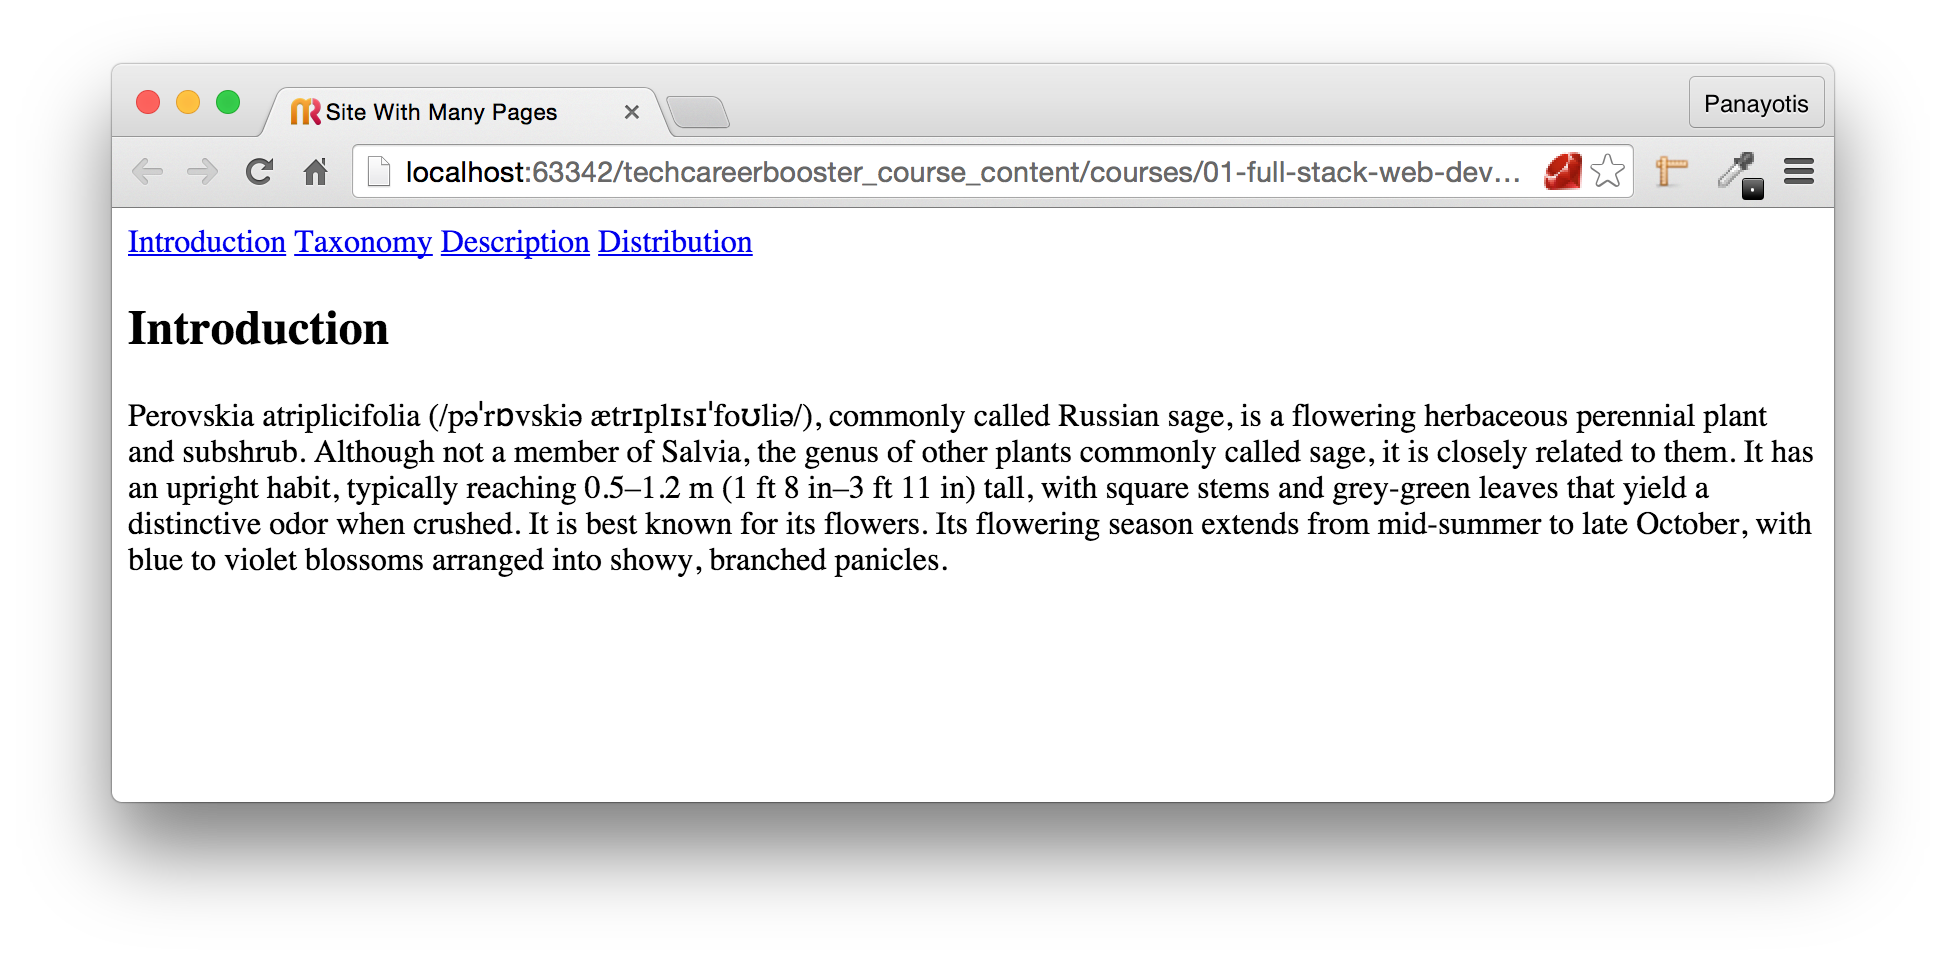 Site With Many Pages
Panayotis
localhost:63342/techcareerbooster_course_content/courses/01-full-stack-web-dev…
Introduction Taxonomy Description Distribution
Introduction
Perovskia atriplicifolia (/pəˈrɒvskiə ætrɪplɪsɪˈfoʊliə/), commonly called Russian sage, is a flowering herbaceous perennial plant
and subshrub. Although not a member of Salvia, the genus of other plants commonly called sage, it is closely related to them. It has
an upright habit, typically reaching 0.5–1.2 m (1 ft 8 in–3 ft 11 in) tall, with square stems and grey-green leaves that yield a
distinctive odor when crushed. It is best known for its flowers. Its flowering season extends from mid-summer to late October, with
blue to violet blossoms arranged into showy, branched panicles.